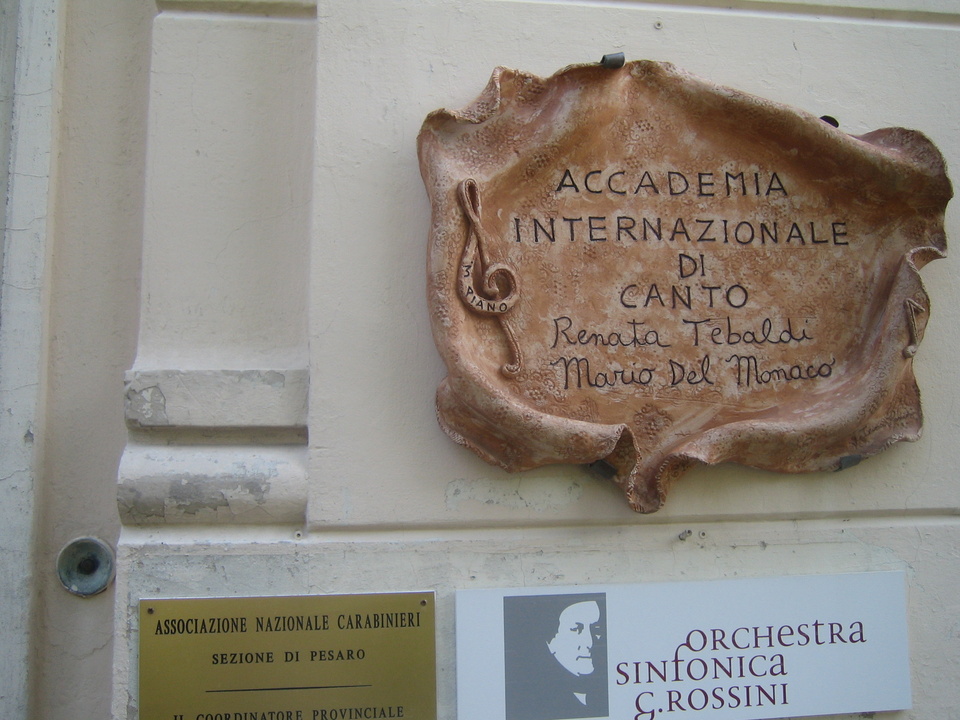 ACCADEMIA
INTERNAZIONALE
DI
CANTO
Renata Tebaldi
Mario Del Monaco
3 PIANO
ASSOCIAZIONE NAZIONALE CARABINIERI
SEZIONE DI PESARO
IL COORDINATORE PROVINCIALE
ORCHESTRA
SINFONICA
G.ROSSINI